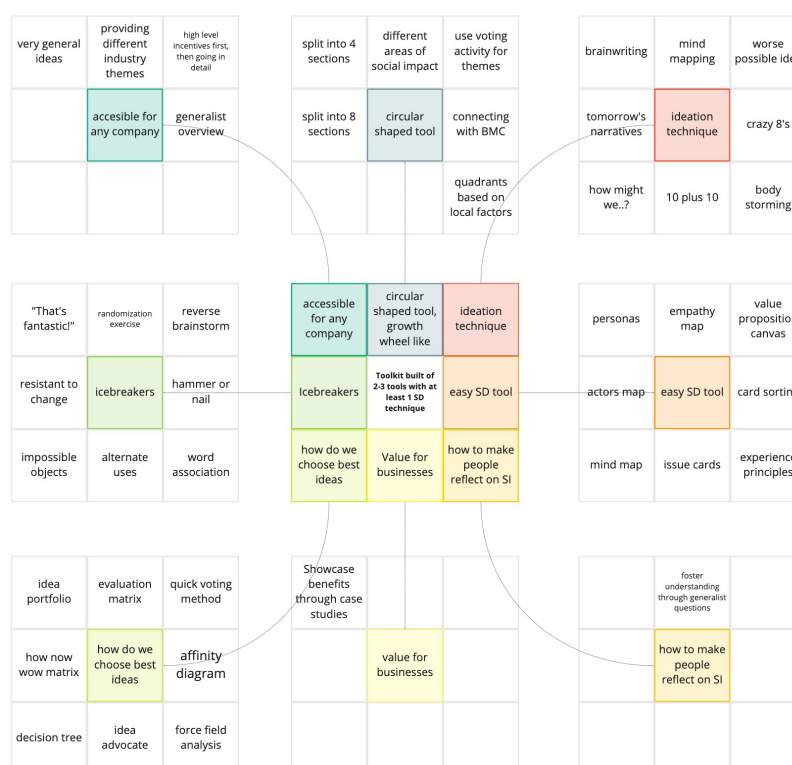 very general
ideas
providing
different
industry
themes
high level
incentives first,
then going in
detail
accesible for
any company
generalist
overview
split into 4
sections
different
areas of
social impact
use voting
activity for
themes
split into 8
sections
circular
shaped tool
connecting
with BMC
quadrants
based on
local factors
brainwriting
mind
mapping
worse
possible ide
tomorrow's
narratives
ideation
technique
crazy 8's
how might
we..?
10 plus 10
body
storming
"That's
fantastic!"
randomization
exercise
reverse
brainstorm
resistant to
change
icebreakers
hammer or
nail
impossible
objects
alternate
uses
word
association
accessible
for any
company
circular
shaped tool,
growth
wheel like
ideation
technique
Icebreakers
Toolkit built of
2-3 tools with at
least 1 SD
technique
easy SD tool
how do we
choose best
ideas
Value for
businesses
how to make
people
reflect on SI
personas
empathy
map
value
proposition
canvas
actors map
easy SD tool
card sortin
mind map
issue cards
experience
principles
idea
portfolio
evaluation
matrix
quick voting
method
how now
wow matrix
how do we
choose best
ideas
affinity
diagram
decision tree
idea
advocate
force field
analysis
Showcase
benefits
through case
studies
value for
businesses
foster
understanding
through generalist
questions
how to make
people
reflect on SI